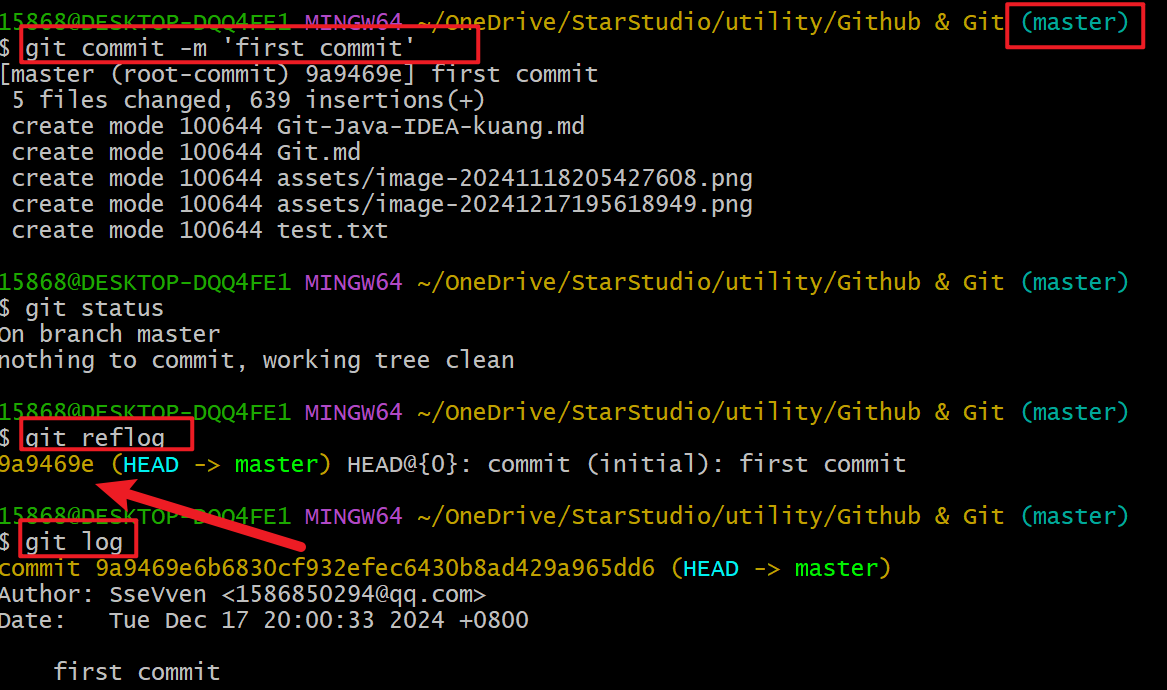 15868@DESKTOP-DQQ4FE1 MINGW64 ~/OneDrive/StarStudio/utility/Github & Git (master)
$ git commit -m 'first commit'
[master (root-commit) 9a9469e] first commit
 5 files changed, 639 insertions(+)
 create mode 100644 Git-Java-IDEA-kuang.md
 create mode 100644 Git.md
 create mode 100644 assets/image-20241118205427608.png
 create mode 100644 assets/image-20241217195618949.png
 create mode 100644 test.txt
15868@DESKTOP-DQQ4FE1 MINGW64 ~/OneDrive/StarStudio/utility/Github & Git (master)
$ git status
On branch master
nothing to commit, working tree clean
15868@DESKTOP-DQQ4FE1 MINGW64 ~/OneDrive/StarStudio/utility/Github & Git (master)
$ git reflog
9a9469e (HEAD -> master) HEAD@{0}: commit (initial): first commit
15868@DESKTOP-DQQ4FE1 MINGW64 ~/OneDrive/StarStudio/utility/Github & Git (master)
$ git log
commit 9a9469e6b6830cf932efec6430b8ad429a965dd6 (HEAD -> master)
Author: SseVven <1586850294@qq.com>
Date:   Tue Dec 17 20:00:33 2024 +0800
    first commit